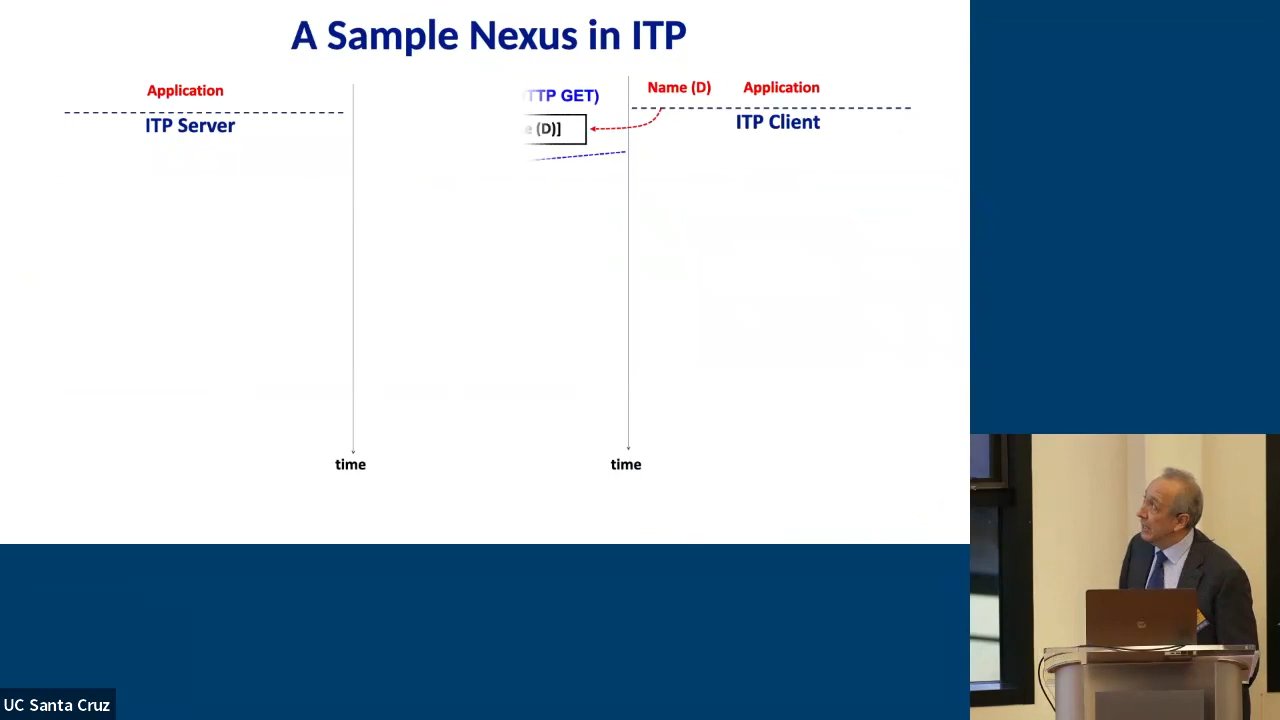 A Sample Nexus in ITP
Application
ITP Server
TTP GET)
(D)]
Name (D) Application
ITP Client
time
time
UC Santa Cruz